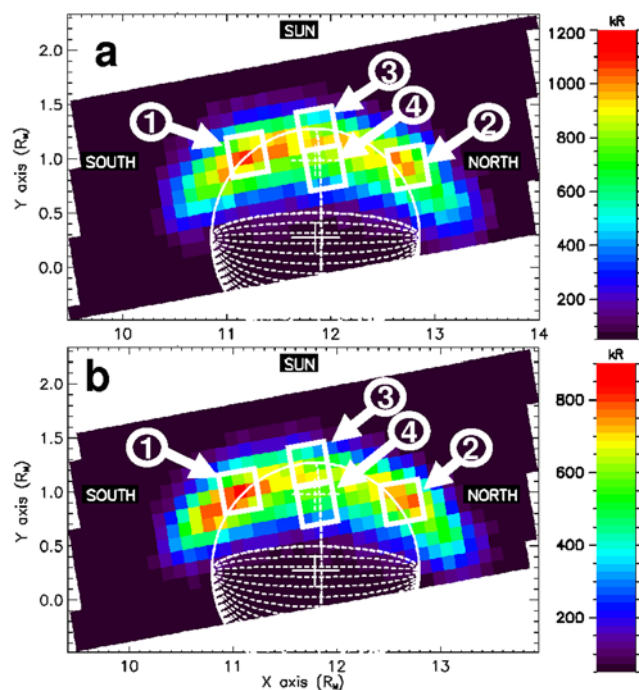 SUN
kR
a
③
④
①
②
SOUTH
NORTH
Y axis (RM)
2.0
1.5
1.0
0.5
0.0
10 11 12 13 14
1200
1000
800
600
400
200
SUN
kR
b
③
④
①
②
SOUTH
NORTH
Y axis (RM)
2.0
1.5
1.0
0.5
0.0
10 11 12 13
X axis (RM)
800
600
400
200